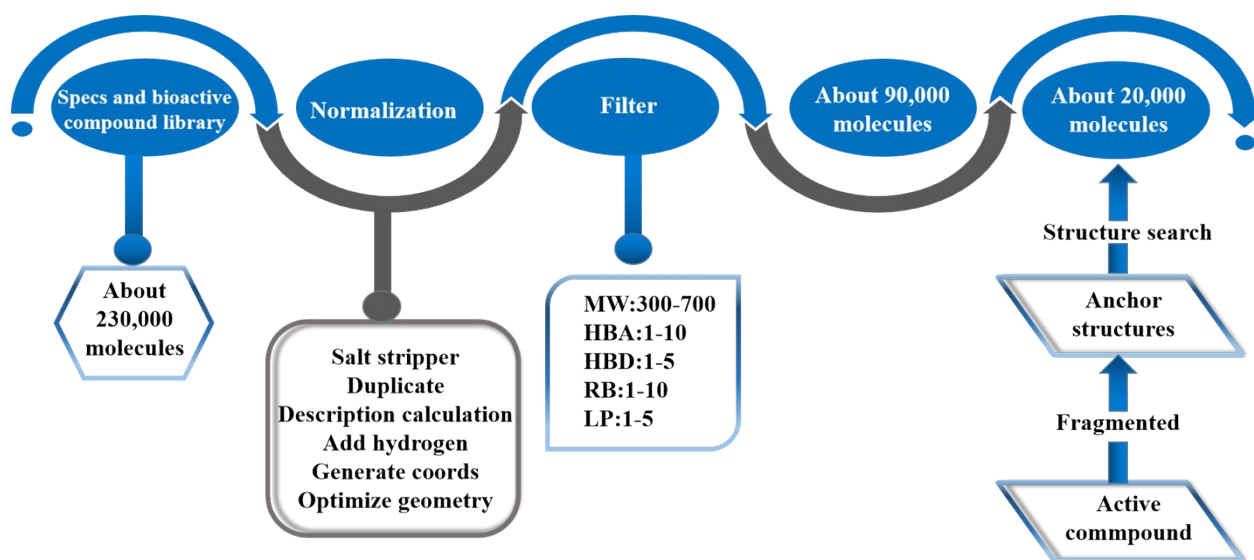 Specs and bioactive
compound library
Normalization
Filter
About 90,000
molecules
About 20,000
molecules
About
230,000
molecules
Salt stripper
Duplicate
Description calculation
Add hydrogen
Generate coords
Optimize geometry
MW:300-700
HBA:1-10
HBD:1-5
RB:1-10
LP:1-5
Structure search
Anchor
structures
Fragmented
Active
commpound